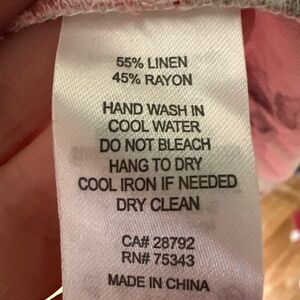 55% LINEN
45% RAYON
HAND WASH IN
COOL WATER
DO NOT BLEACH
HANG TO DRY
COOL IRON IF NEEDED
DRY CLEAN
CA# 28792
RN# 75343
MADE IN CHINA